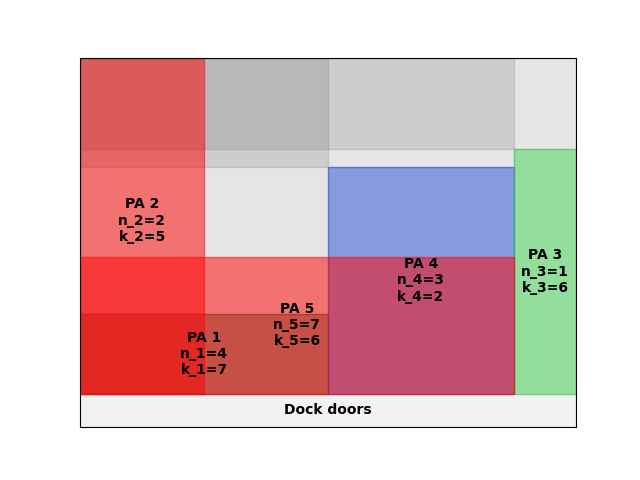 PA 2
n_2=2
k_2=5
PA 3
n_3=1
k_3=6
PA 4
n_4=3
k_4=2
PA 5
n_5=7
k_5=6
PA 1
n_1=4
k_1=7
Dock doors